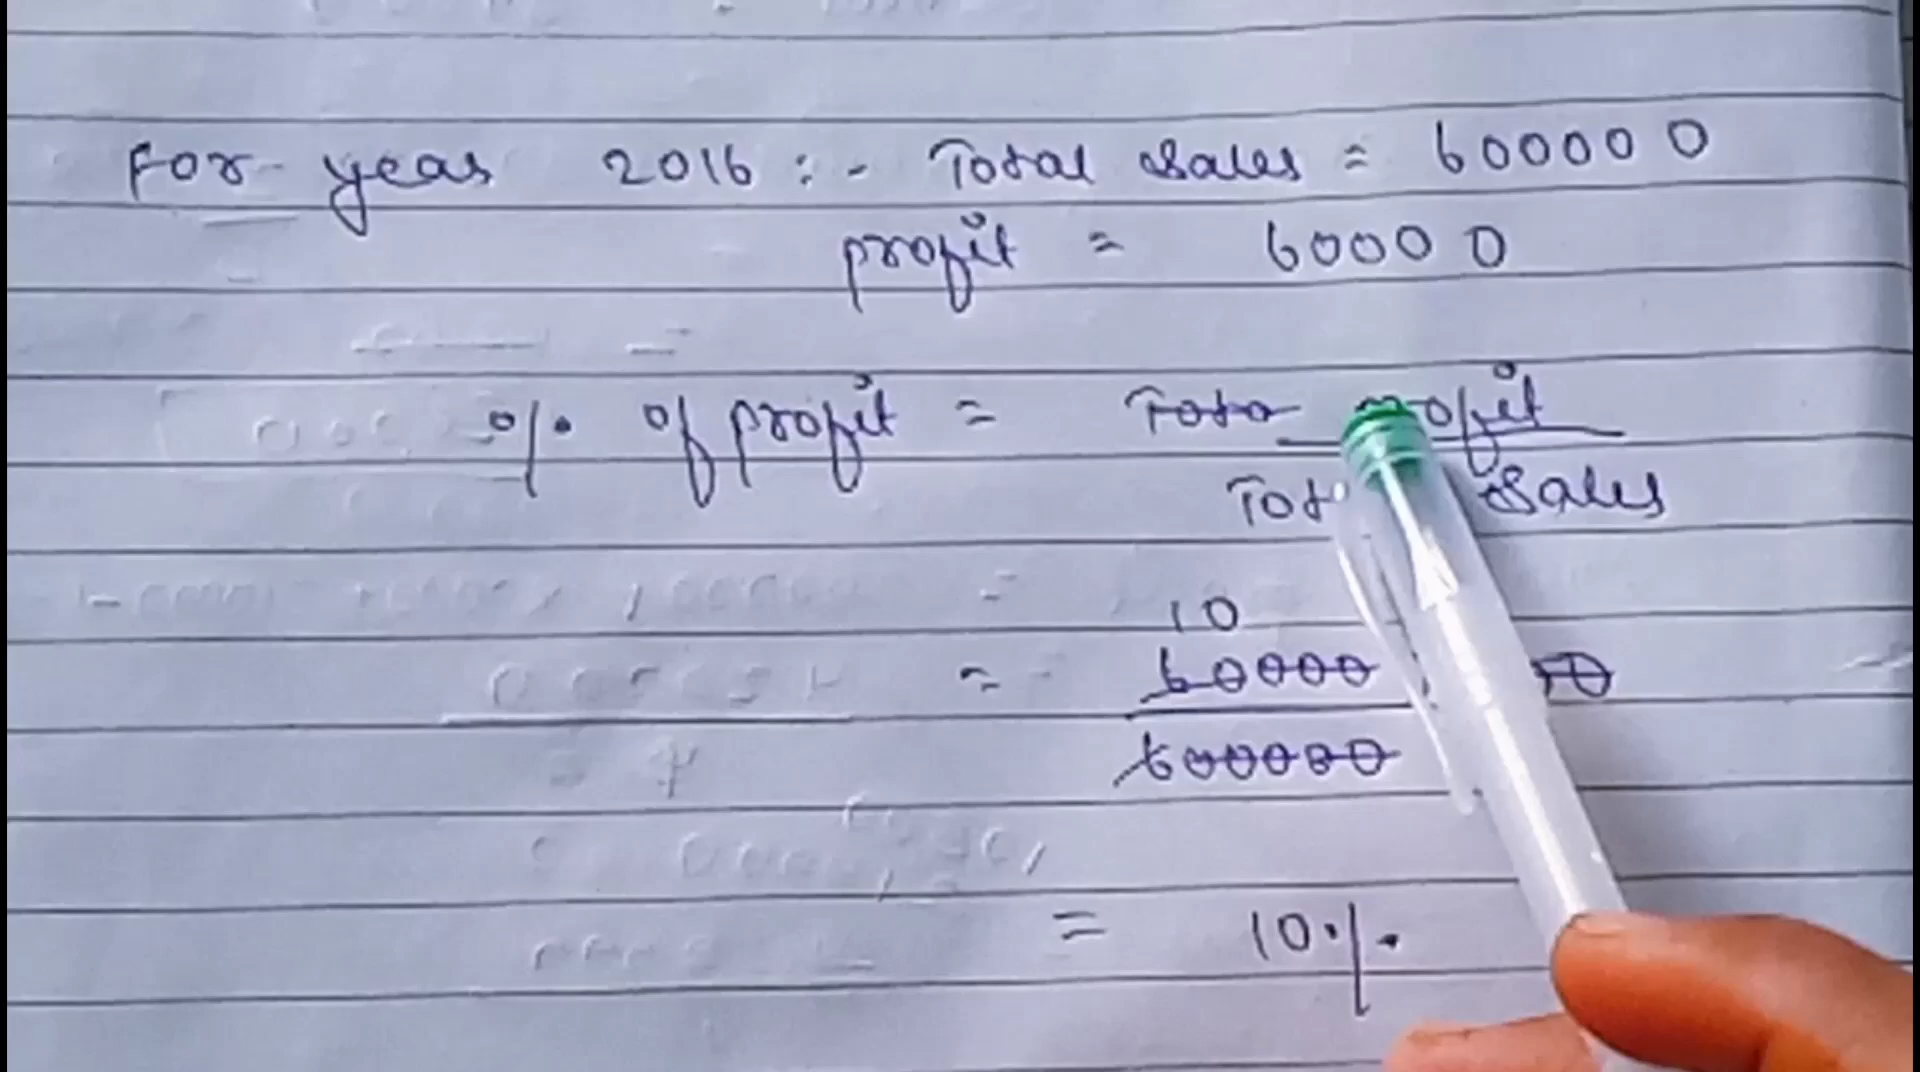 For year 2016 :- Total Sales = 600000
profit = 60000
% of profit = Total profit
Total Sales
10
= 60000
600000
= 10%